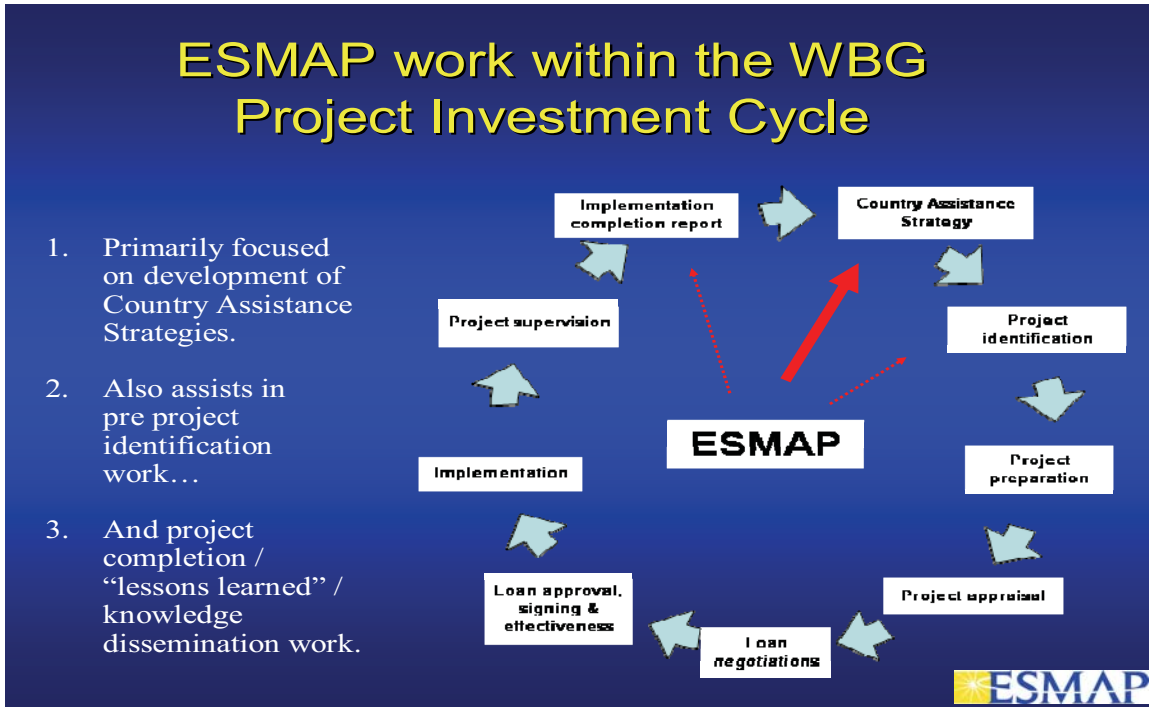 ESMAP work within the WBG
Project Investment Cycle
1. Primarily focused
on development of
Country Assistance
Strategies.
2. Also assists in
pre project
identification
work…
3. And project
completion /
“lessons learned” /
knowledge
dissemination work.
Implementation
completion report
Country Assistance
Strategy
Project identification
Project
preparation
Project appraisal
Loan
negotiations
Loan approval,
signing &
effectiveness
Implementation
Project supervision
ESMAP
ESMAP